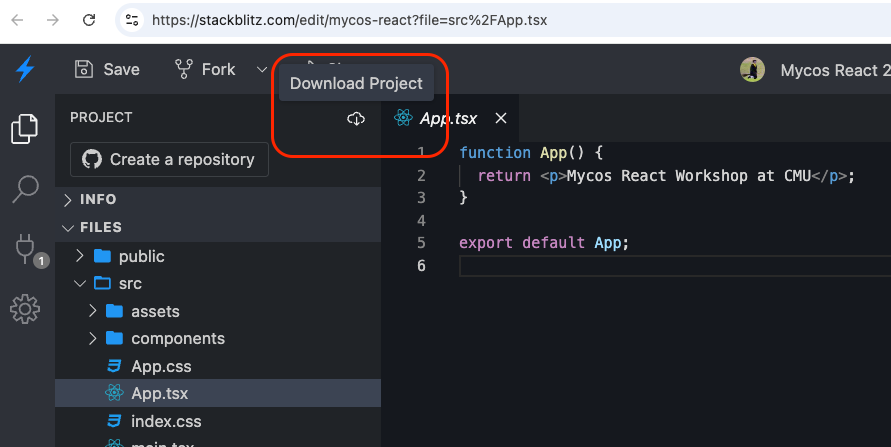 https://stackblitz.com/edit/mycos-react?file=src%2FApp.tsx
Save
Fork
Mycos React 2
Download Project
PROJECT
App.tsx
Create a repository
INFO
FILES
public
src
assets
components
App.css
App.tsx
index.css
main.tsx
1
1 function App() {
2 return <p>Mycos React Workshop at CMU</p>;
3 }
4
5 export default App;
6